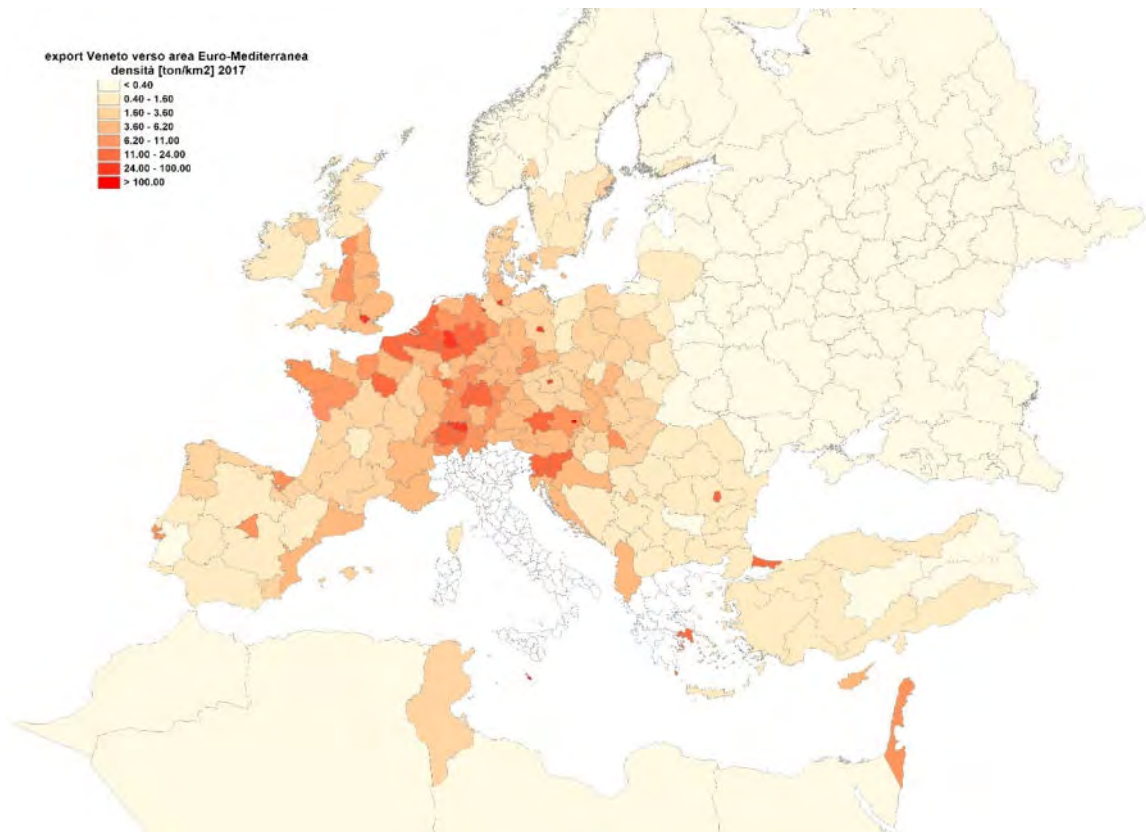 export Veneto verso area Euro-Mediterranea
densità [ton/km2] 2017
< 0.40
0.40 - 1.60
1.60 - 3.60
3.60 - 6.20
6.20 - 11.00
11.00 - 24.00
24.00 - 100.00
> 100.00